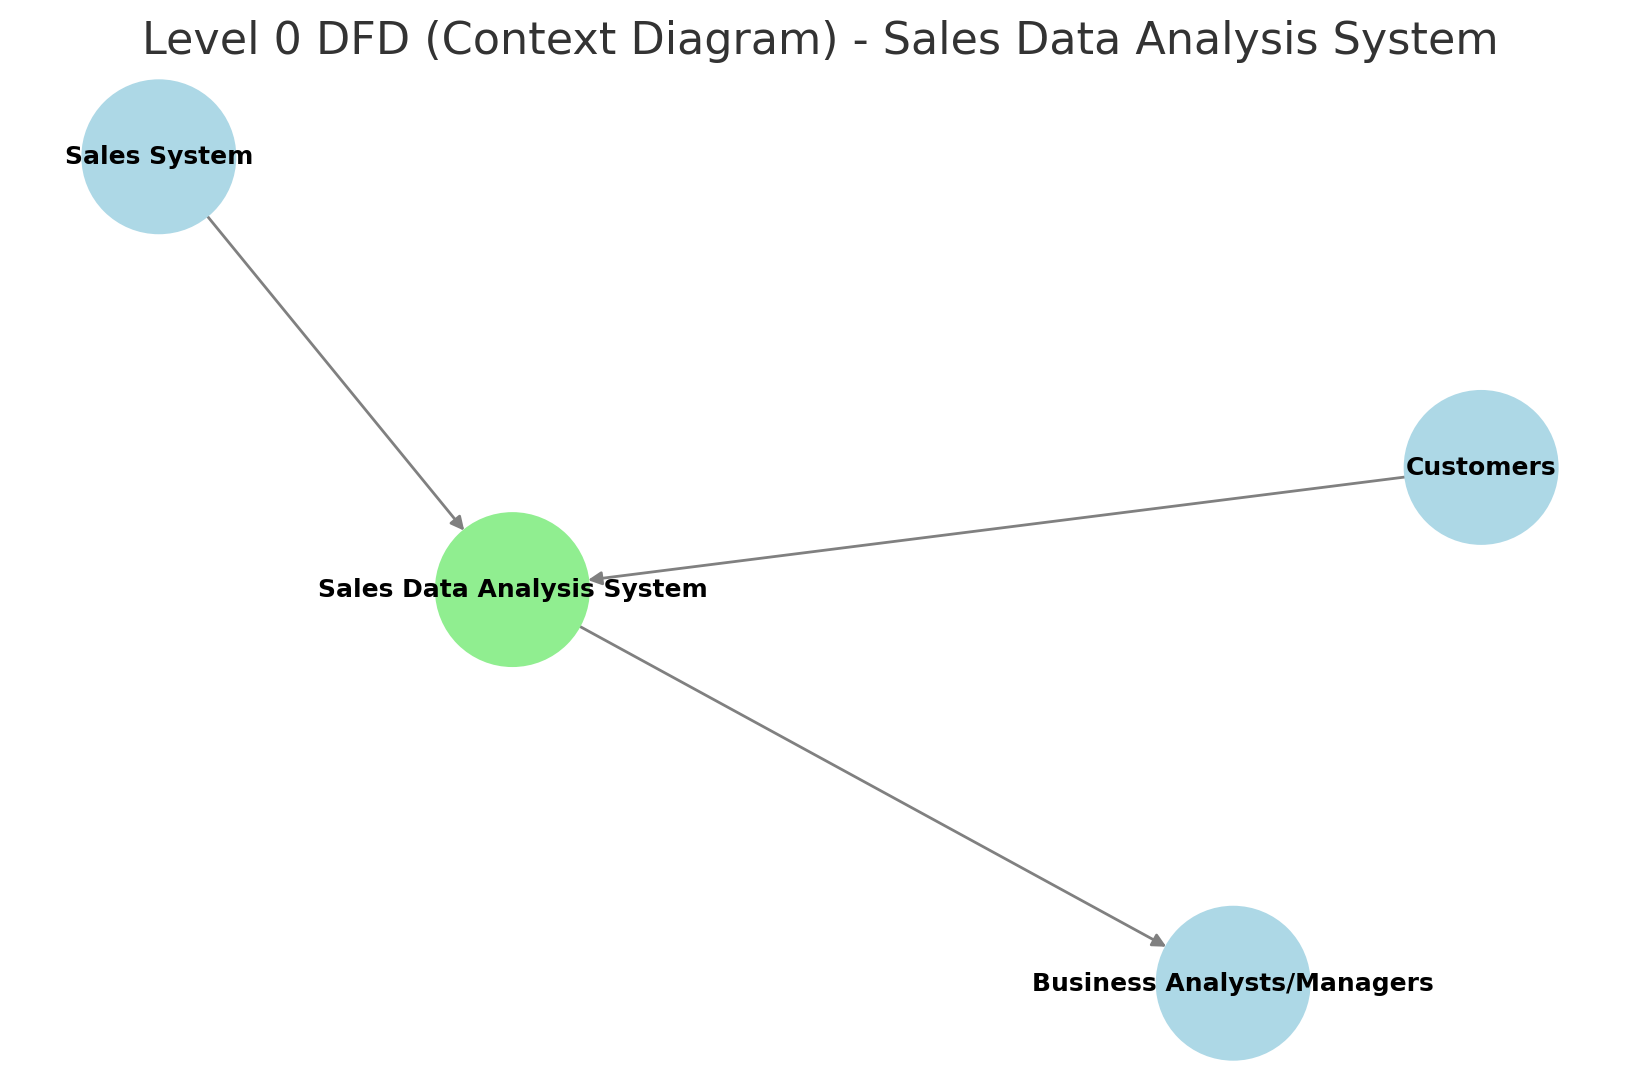 Level 0 DFD (Context Diagram) - Sales Data Analysis System
Sales System
Customers
Sales Data Analysis System
Business Analysts/Managers